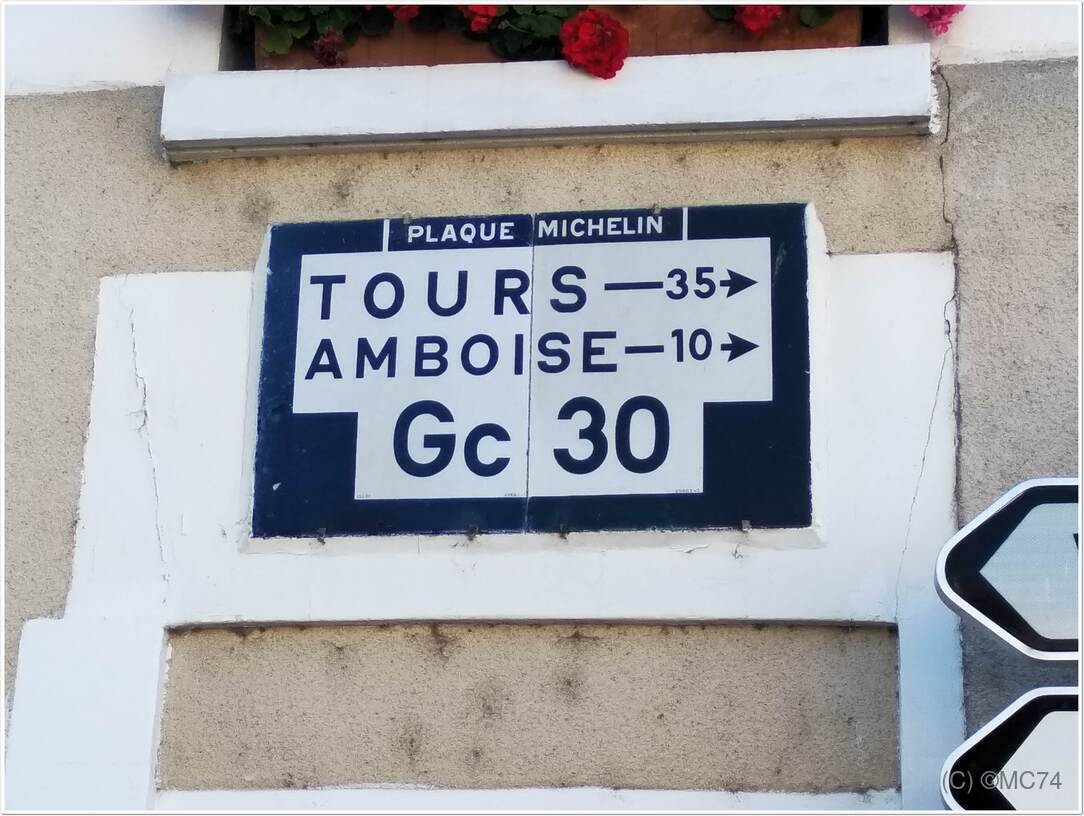 PLAQUE MICHELIN
TOURS 35
AMBOISE 10
Gc 30
(C) ©MC74